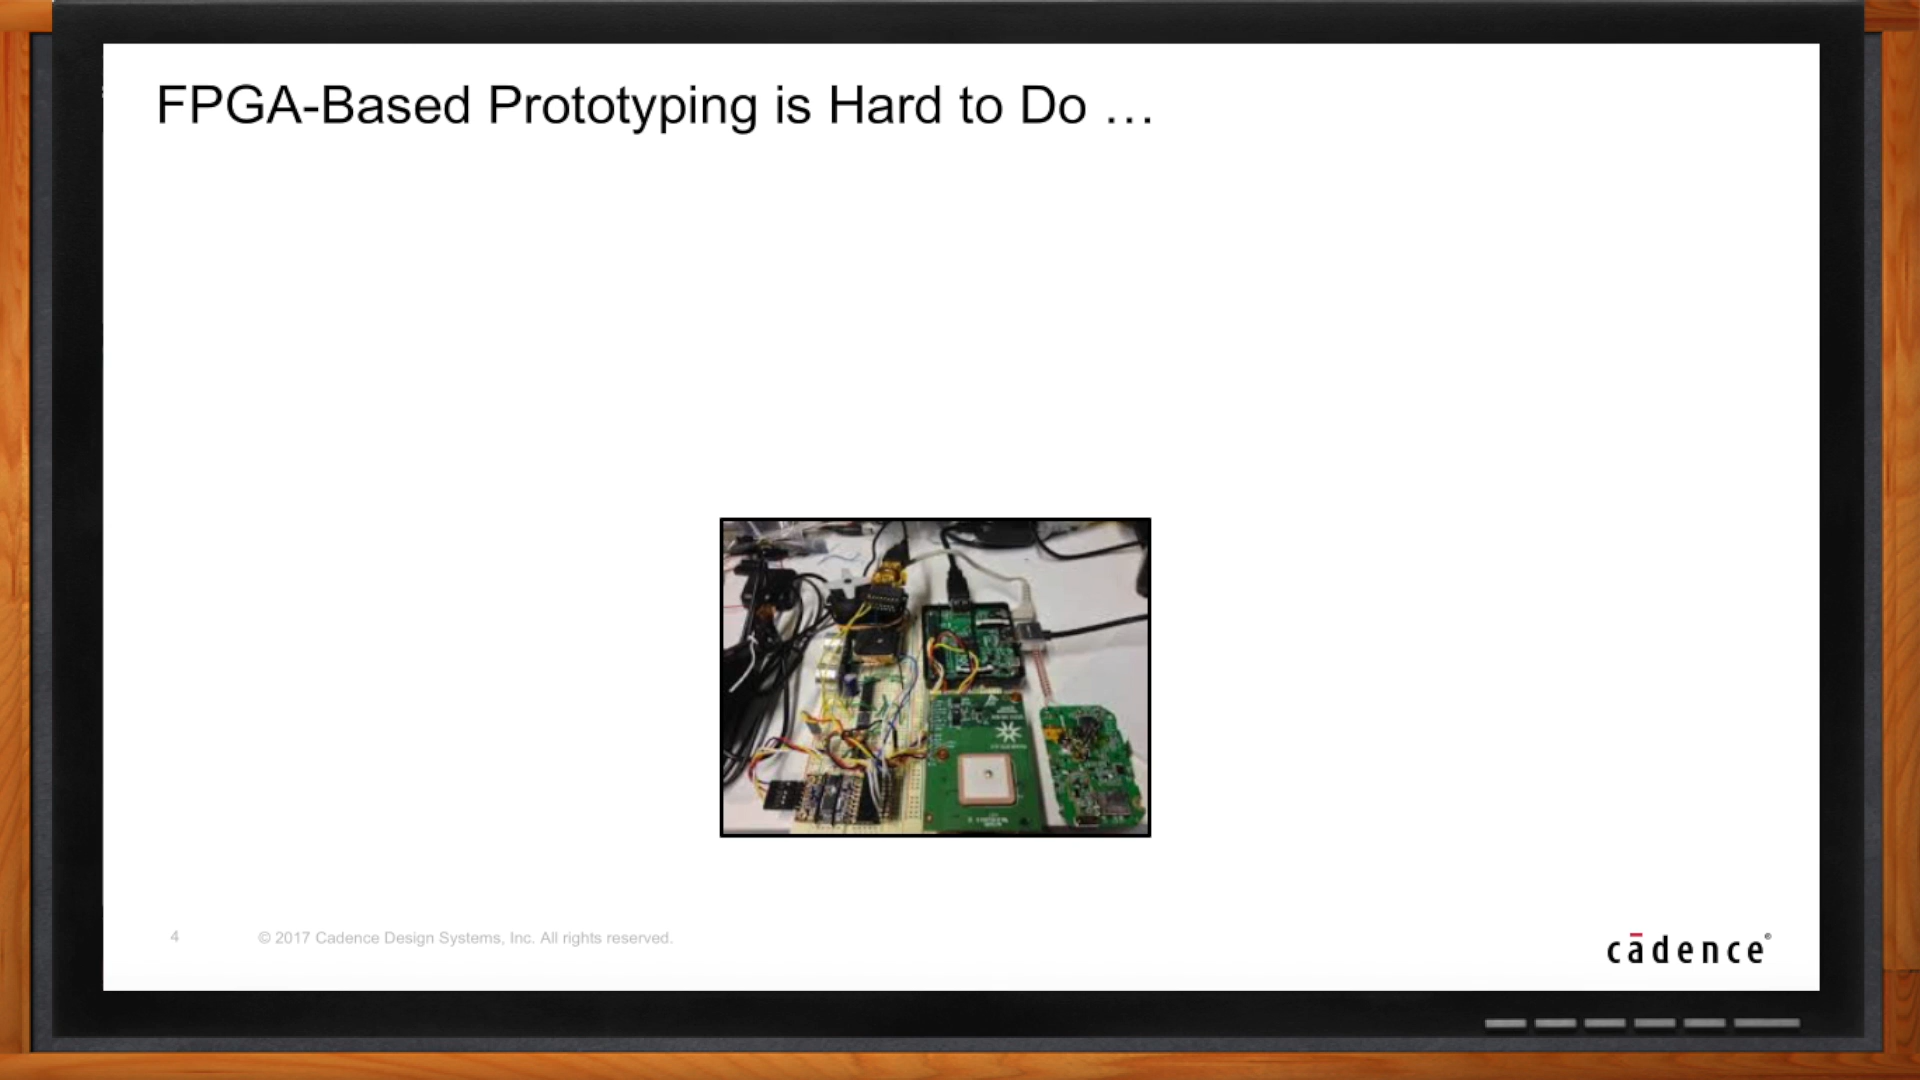 FPGA-Based Prototyping is Hard to Do …
4 © 2017 Cadence Design Systems, Inc. All rights reserved.
cādence®